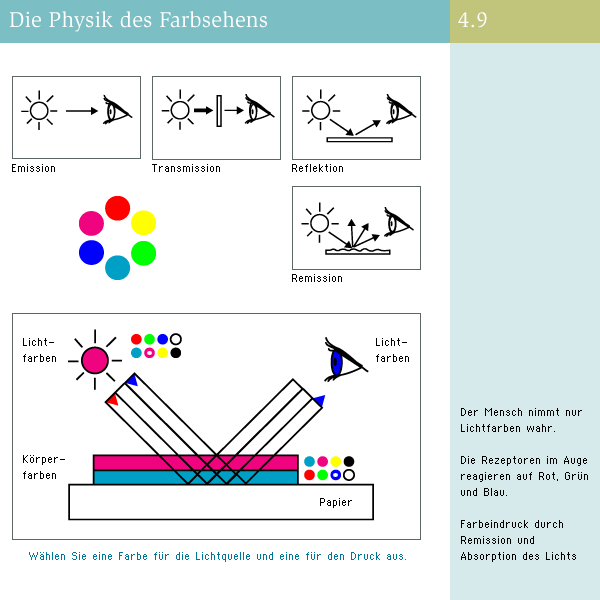 Die Physik des Farbsehens
4.9
Emission
Transmission
Reflektion
Remission
Licht-
farben
Licht-
farben
Körper-
farben
Papier
Wählen Sie eine Farbe für die Lichtquelle und eine für den Druck aus.
Der Mensch nimmt nur
Lichtfarben wahr.
Die Rezeptoren im Auge
reagieren auf Rot, Grün
und Blau.
Farbeindruck durch
Remission und
Absorption des Lichts